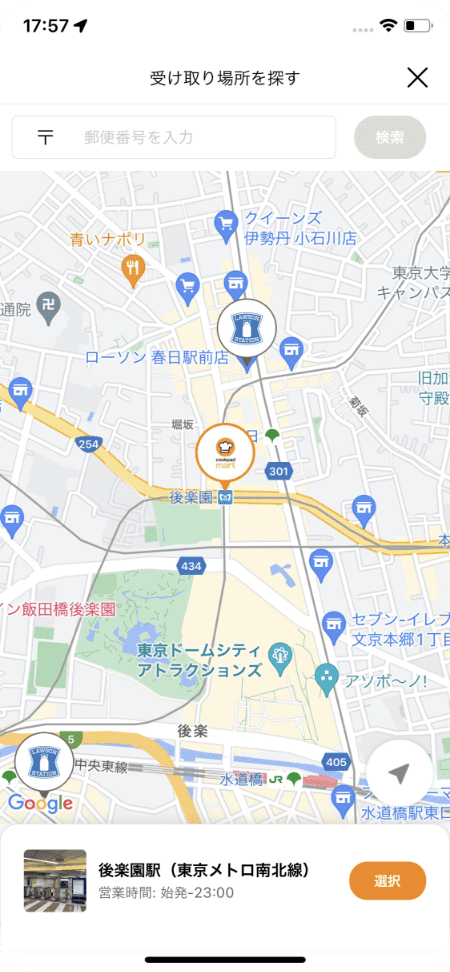 17:57
受け取り場所を探す
〒 郵便番号を入力
検索
クイーンズ
伊勢丹 小石川店
青いナポリ
東京大学
キャンパス
通院
LAWSON
STATION
ローソン 春日駅前店
旧加
守殿
菊坂
堀坂
cookpad
mart
日
254
301
後楽園
本
434
イン飯田橋後楽園
セブン-イレブ
文京本郷1丁目
東京ドームシティ
アトラクションズ
アソボ〜ノ!
後楽
5
LAWSON
STATION
中央東線
405
水道橋 JR
Google
水道橋駅東口
後楽園駅（東京メトロ南北線）
営業時間: 始発-23:00
選択